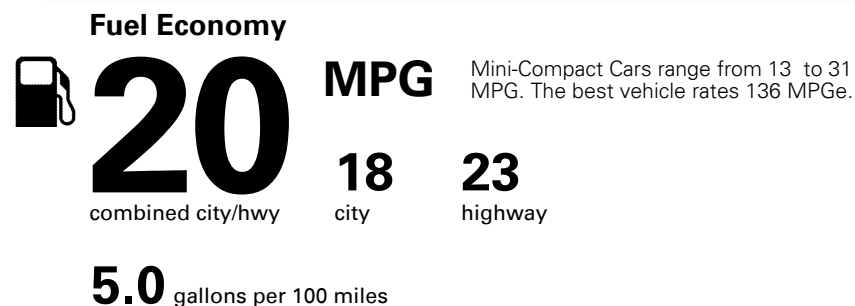 Fuel Economy
20 MPG
Mini-Compact Cars range from 13 to 31
MPG. The best vehicle rates 136 MPGe.
18 23
combined city/hwy city highway
5.0 gallons per 100 miles